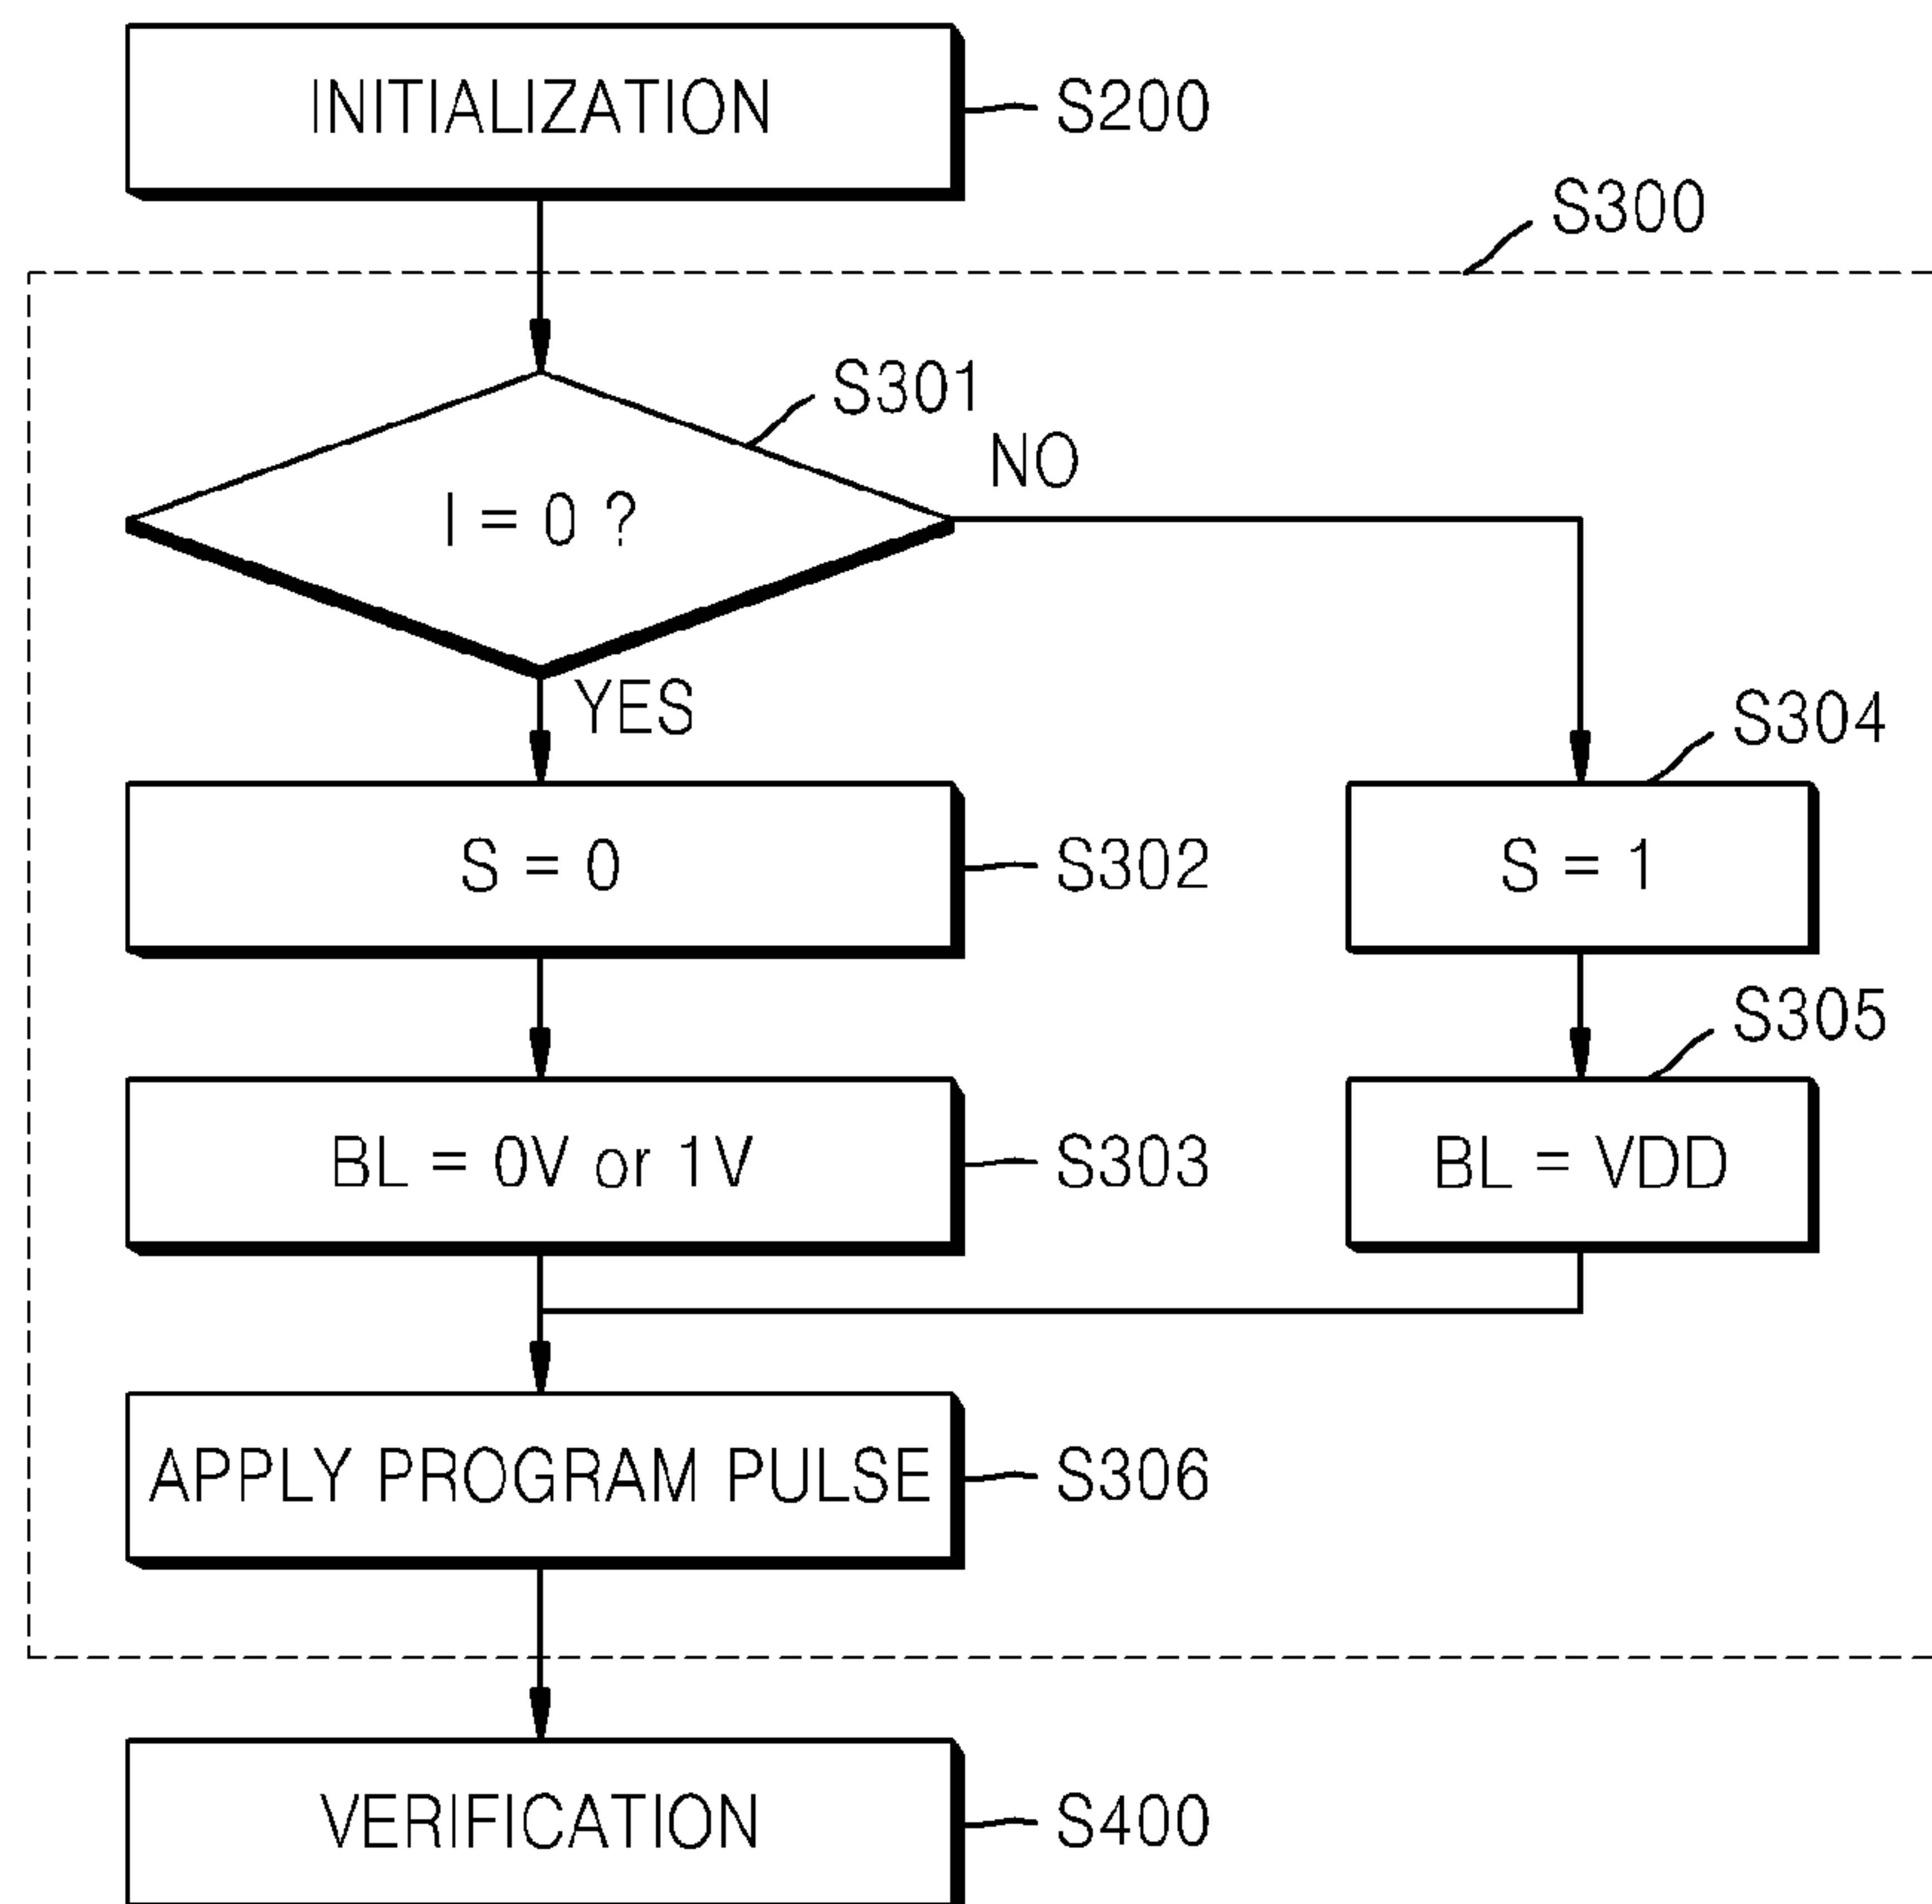 INITIALIZATION
S200
S300
S301
I = 0 ?
NO
YES
S304
S = 0
S302
S = 1
S305
BL = 0V or 1V
S303
BL = VDD
APPLY PROGRAM PULSE
S306
VERIFICATION
S400